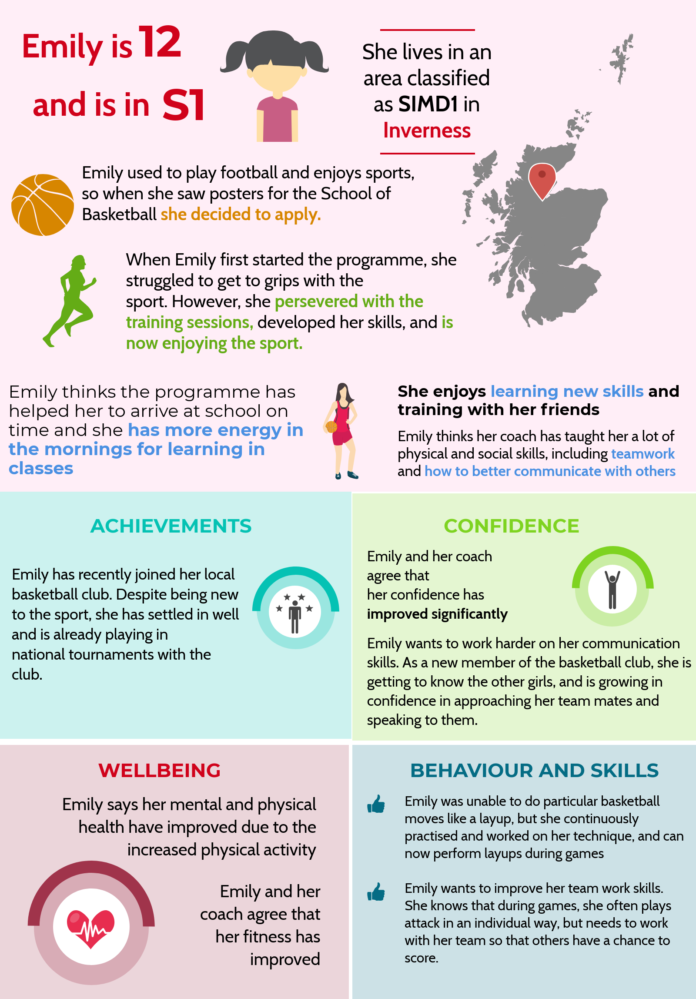 Emily is 12
and is in S1
She lives in an
area classified
as SIMD1 in
Inverness
Emily used to play football and enjoys sports,
so when she saw posters for the School of
Basketball she decided to apply.
When Emily first started the programme, she
struggled to get to grips with the
sport. However, she persevered with the
training sessions, developed her skills, and is
now enjoying the sport.
Emily thinks the programme has
helped her to arrive at school on
time and she has more energy in
the mornings for learning in
classes
She enjoys learning new skills and
training with her friends
Emily thinks her coach has taught her a lot of
physical and social skills, including teamwork
and how to better communicate with others
ACHIEVEMENTS
Emily has recently joined her local
basketball club. Despite being new
to the sport, she has settled in well
and is already playing in
national tournaments with the
club.
CONFIDENCE
Emily and her coach
agree that
her confidence has
improved significantly
Emily wants to work harder on her communication
skills. As a new member of the basketball club, she is
getting to know the other girls, and is growing in
confidence in approaching her team mates and
speaking to them.
WELLBEING
Emily says her mental and physical
health have improved due to the
increased physical activity
Emily and her
coach agree that
her fitness has
improved
BEHAVIOUR AND SKILLS
Emily was unable to do particular basketball
moves like a layup, but she continuously
practised and worked on her technique, and can
now perform layups during games
Emily wants to improve her team work skills.
She knows that during games, she often plays
attack in an individual way, but needs to work
with her team so that others have a chance to
score.